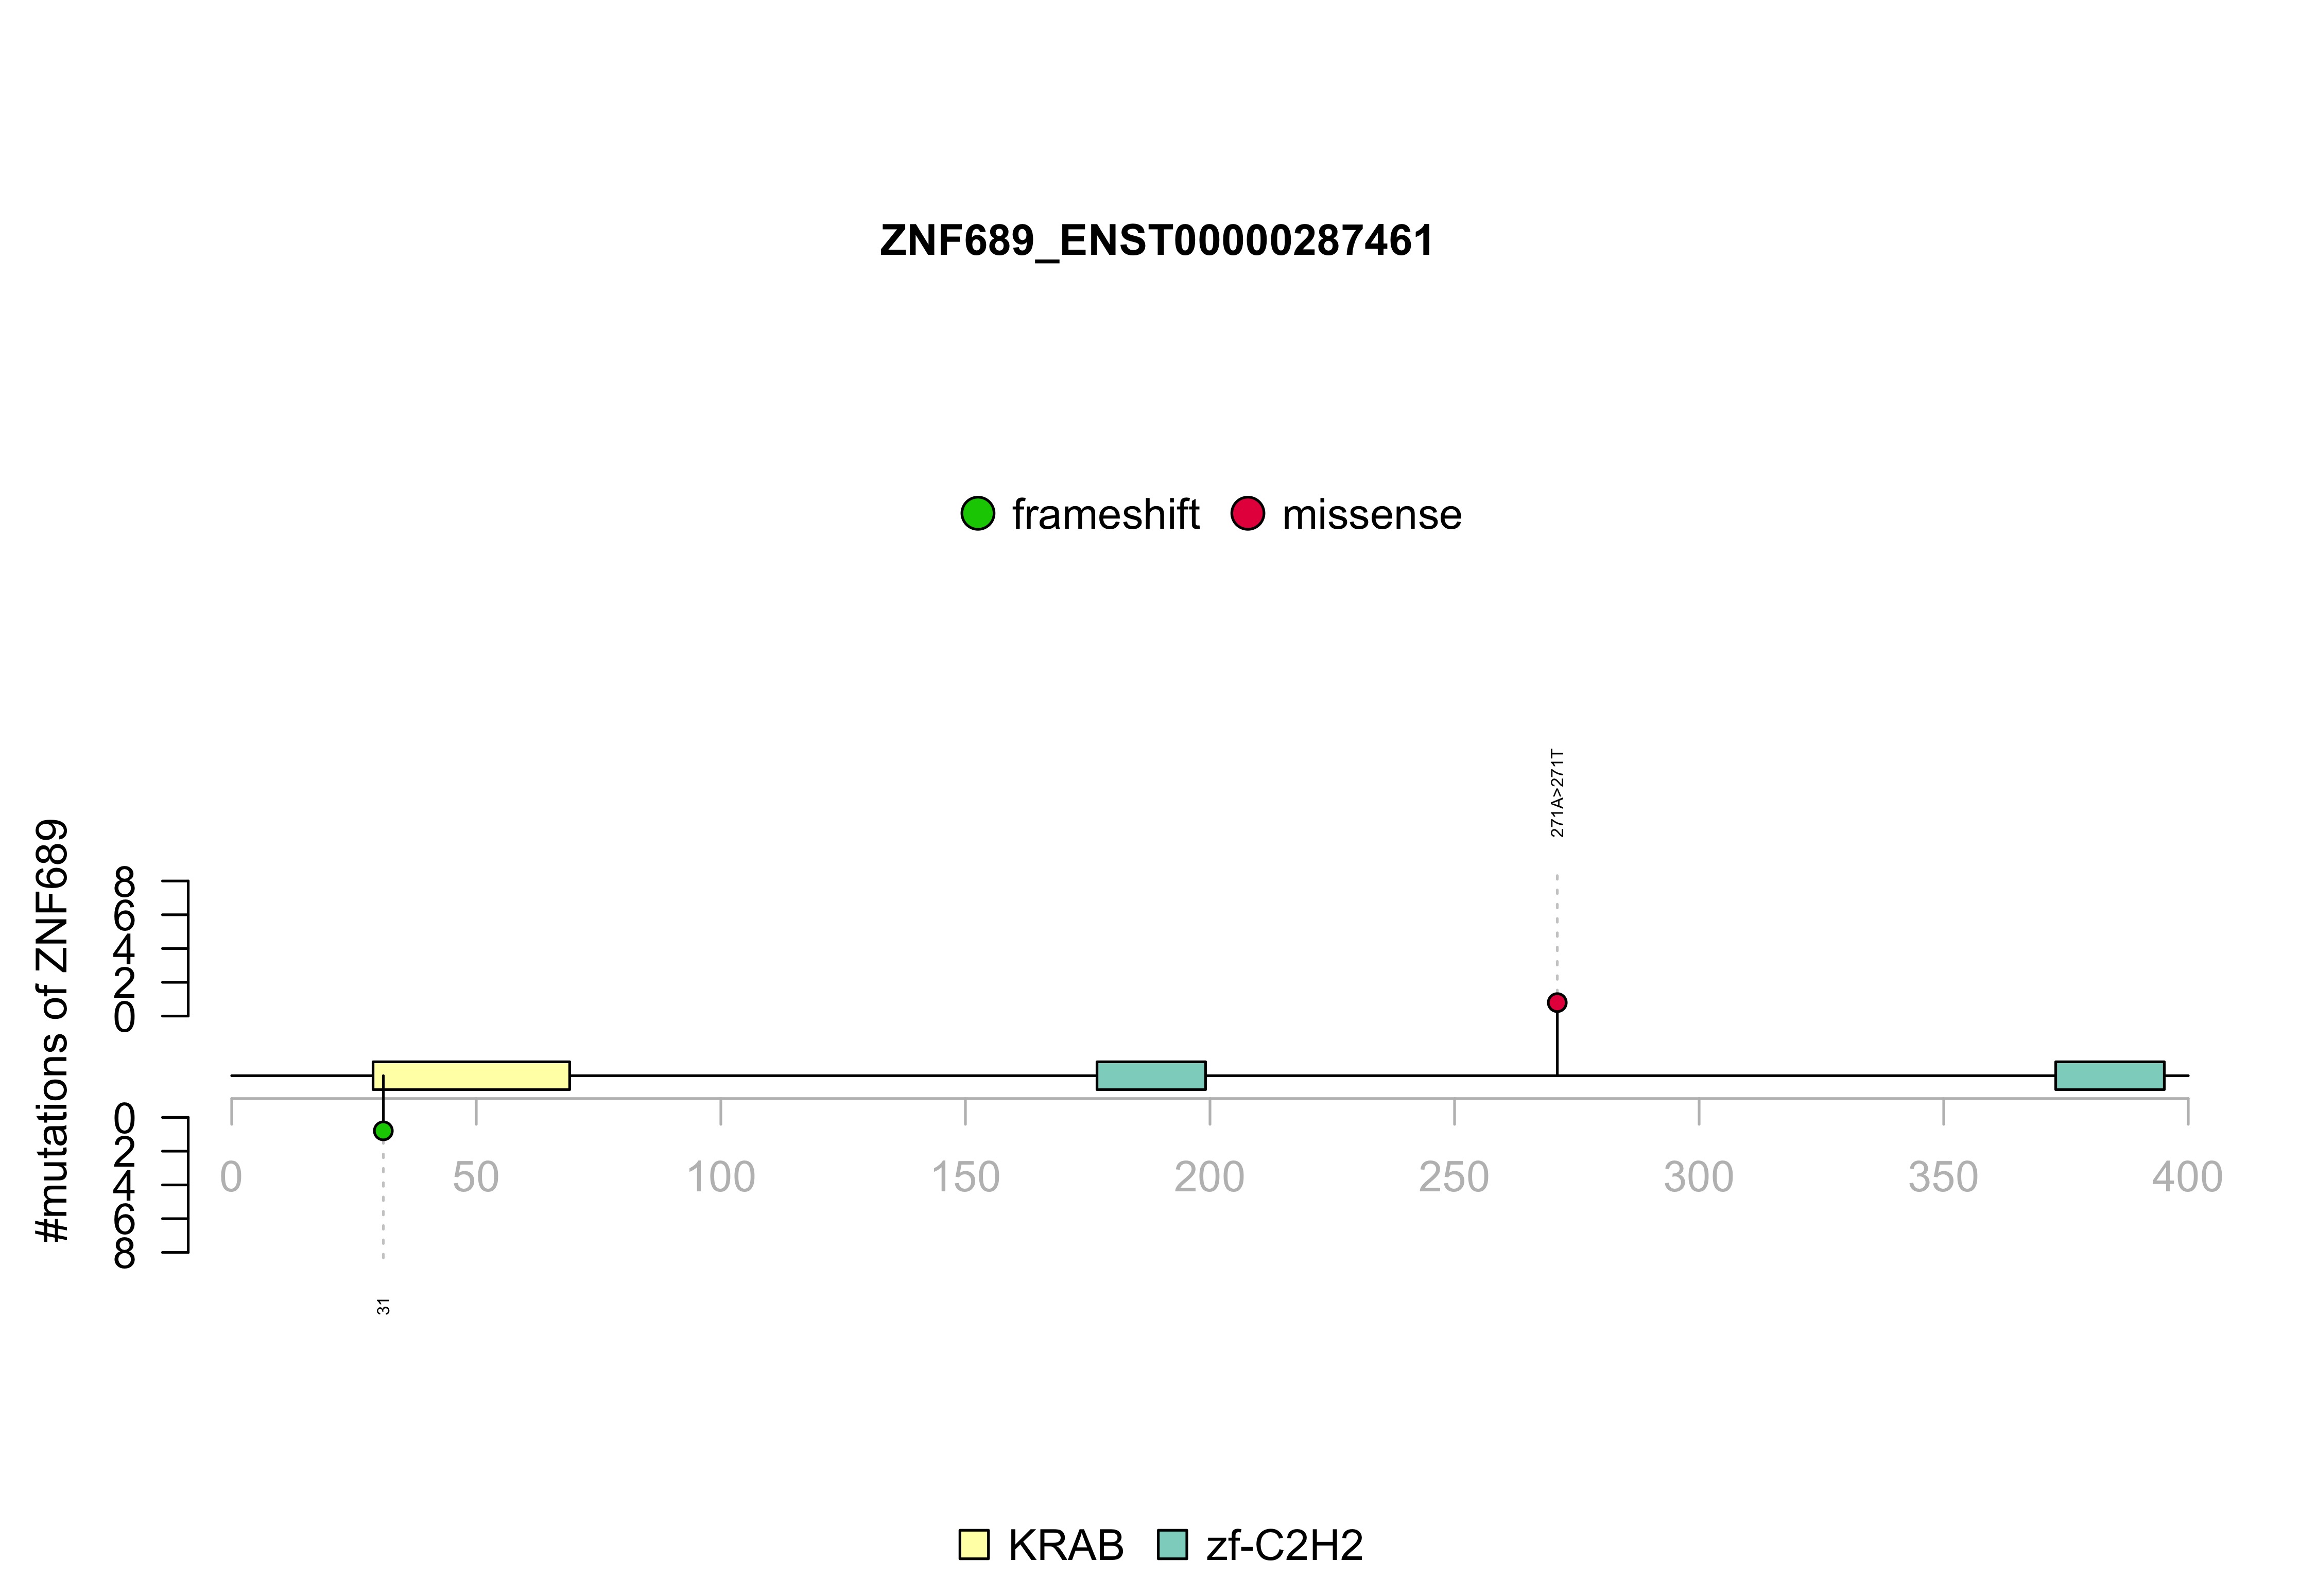 ZNF689_ENST00000287461
frameshift missense
271A>271T
#mutations of ZNF689
8
6
4
2
0
0
2
4
6
8
0 50 100 150 200 250 300 350 400
31
KRAB zf-C2H2